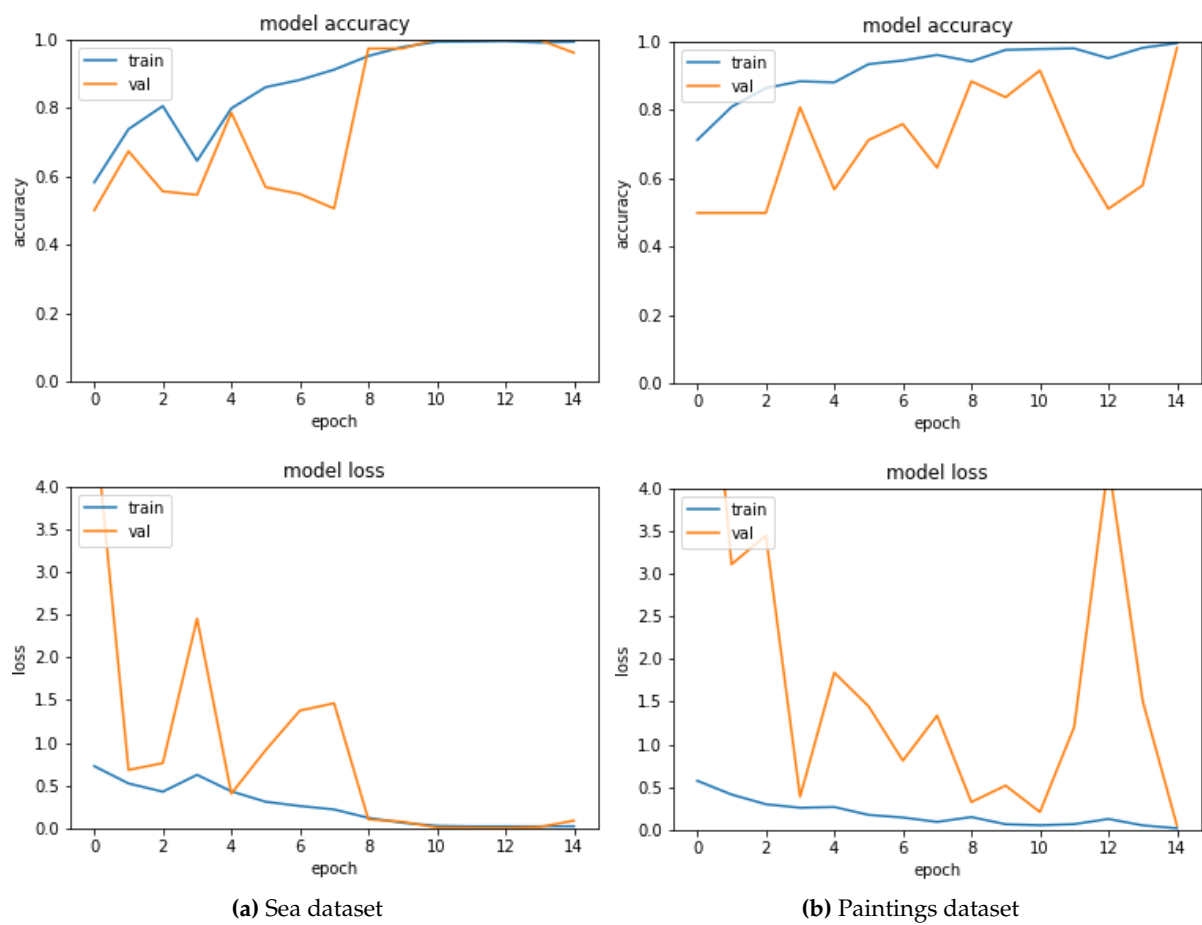 model accuracy
train
val
accuracy
1.0
0.8
0.6
0.4
0.2
0.0
0 2 4 6 8 10 12 14
epoch
model accuracy
train
val
accuracy
1.0
0.8
0.6
0.4
0.2
0.0
0 2 4 6 8 10 12 14
epoch
model loss
train
val
loss
4.0
3.5
3.0
2.5
2.0
1.5
1.0
0.5
0.0
0 2 4 6 8 10 12 14
epoch
model loss
train
val
loss
4.0
3.5
3.0
2.5
2.0
1.5
1.0
0.5
0.0
0 2 4 6 8 10 12 14
epoch
(a) Sea dataset
(b) Paintings dataset